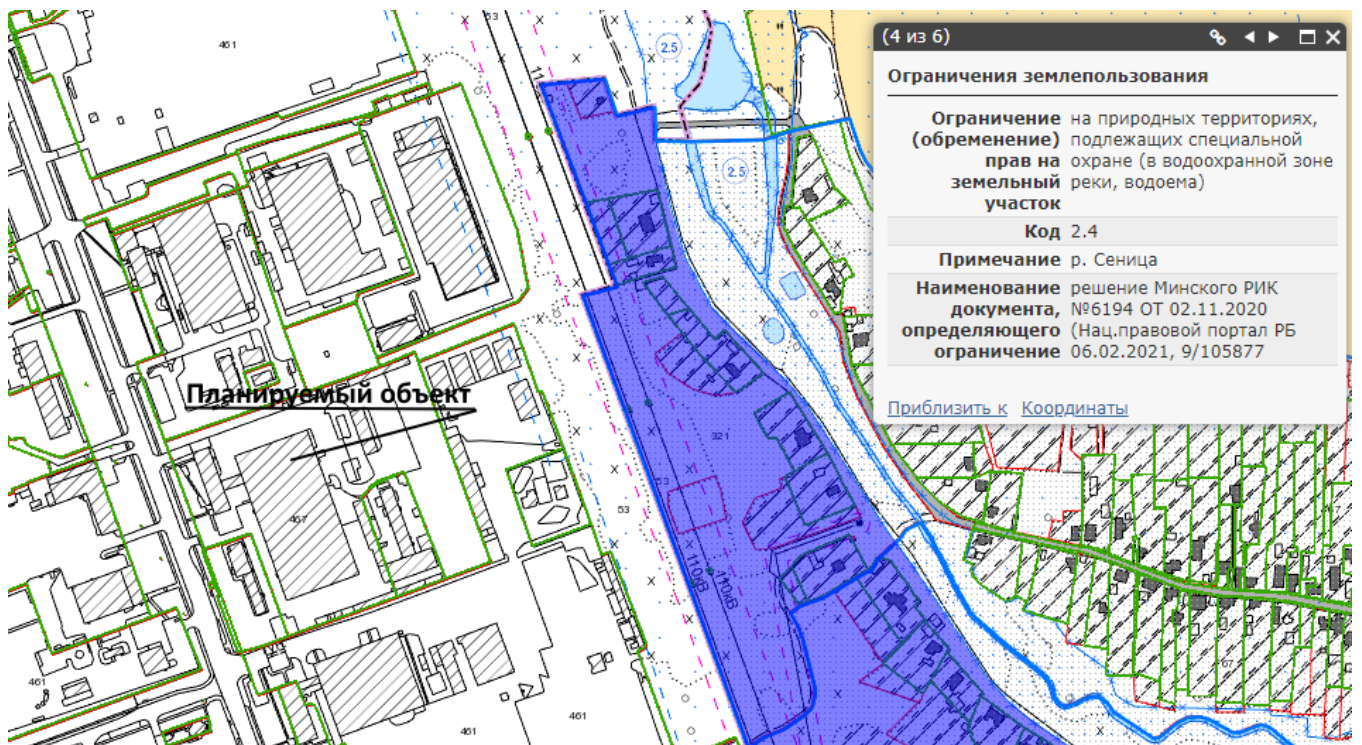 461
53
2.5
2.5
(4 из 6)
Ограничения землепользования
Ограничение на природных территориях,
(обременение) подлежащих специальной
прав на охране (в водоохранной зоне
земельный реки, водоема)
участок
Код 2.4
Примечание р. Сеница
Наименование решение Минского РИК
документа, №6194 ОТ 02.11.2020
определяющего (Нац.правовой портал РБ
ограничение 06.02.2021, 9/105877
Приблизить к Координаты
Планируемый объект
321
53
53
467
110кВ
110кВ
67
461
461
461